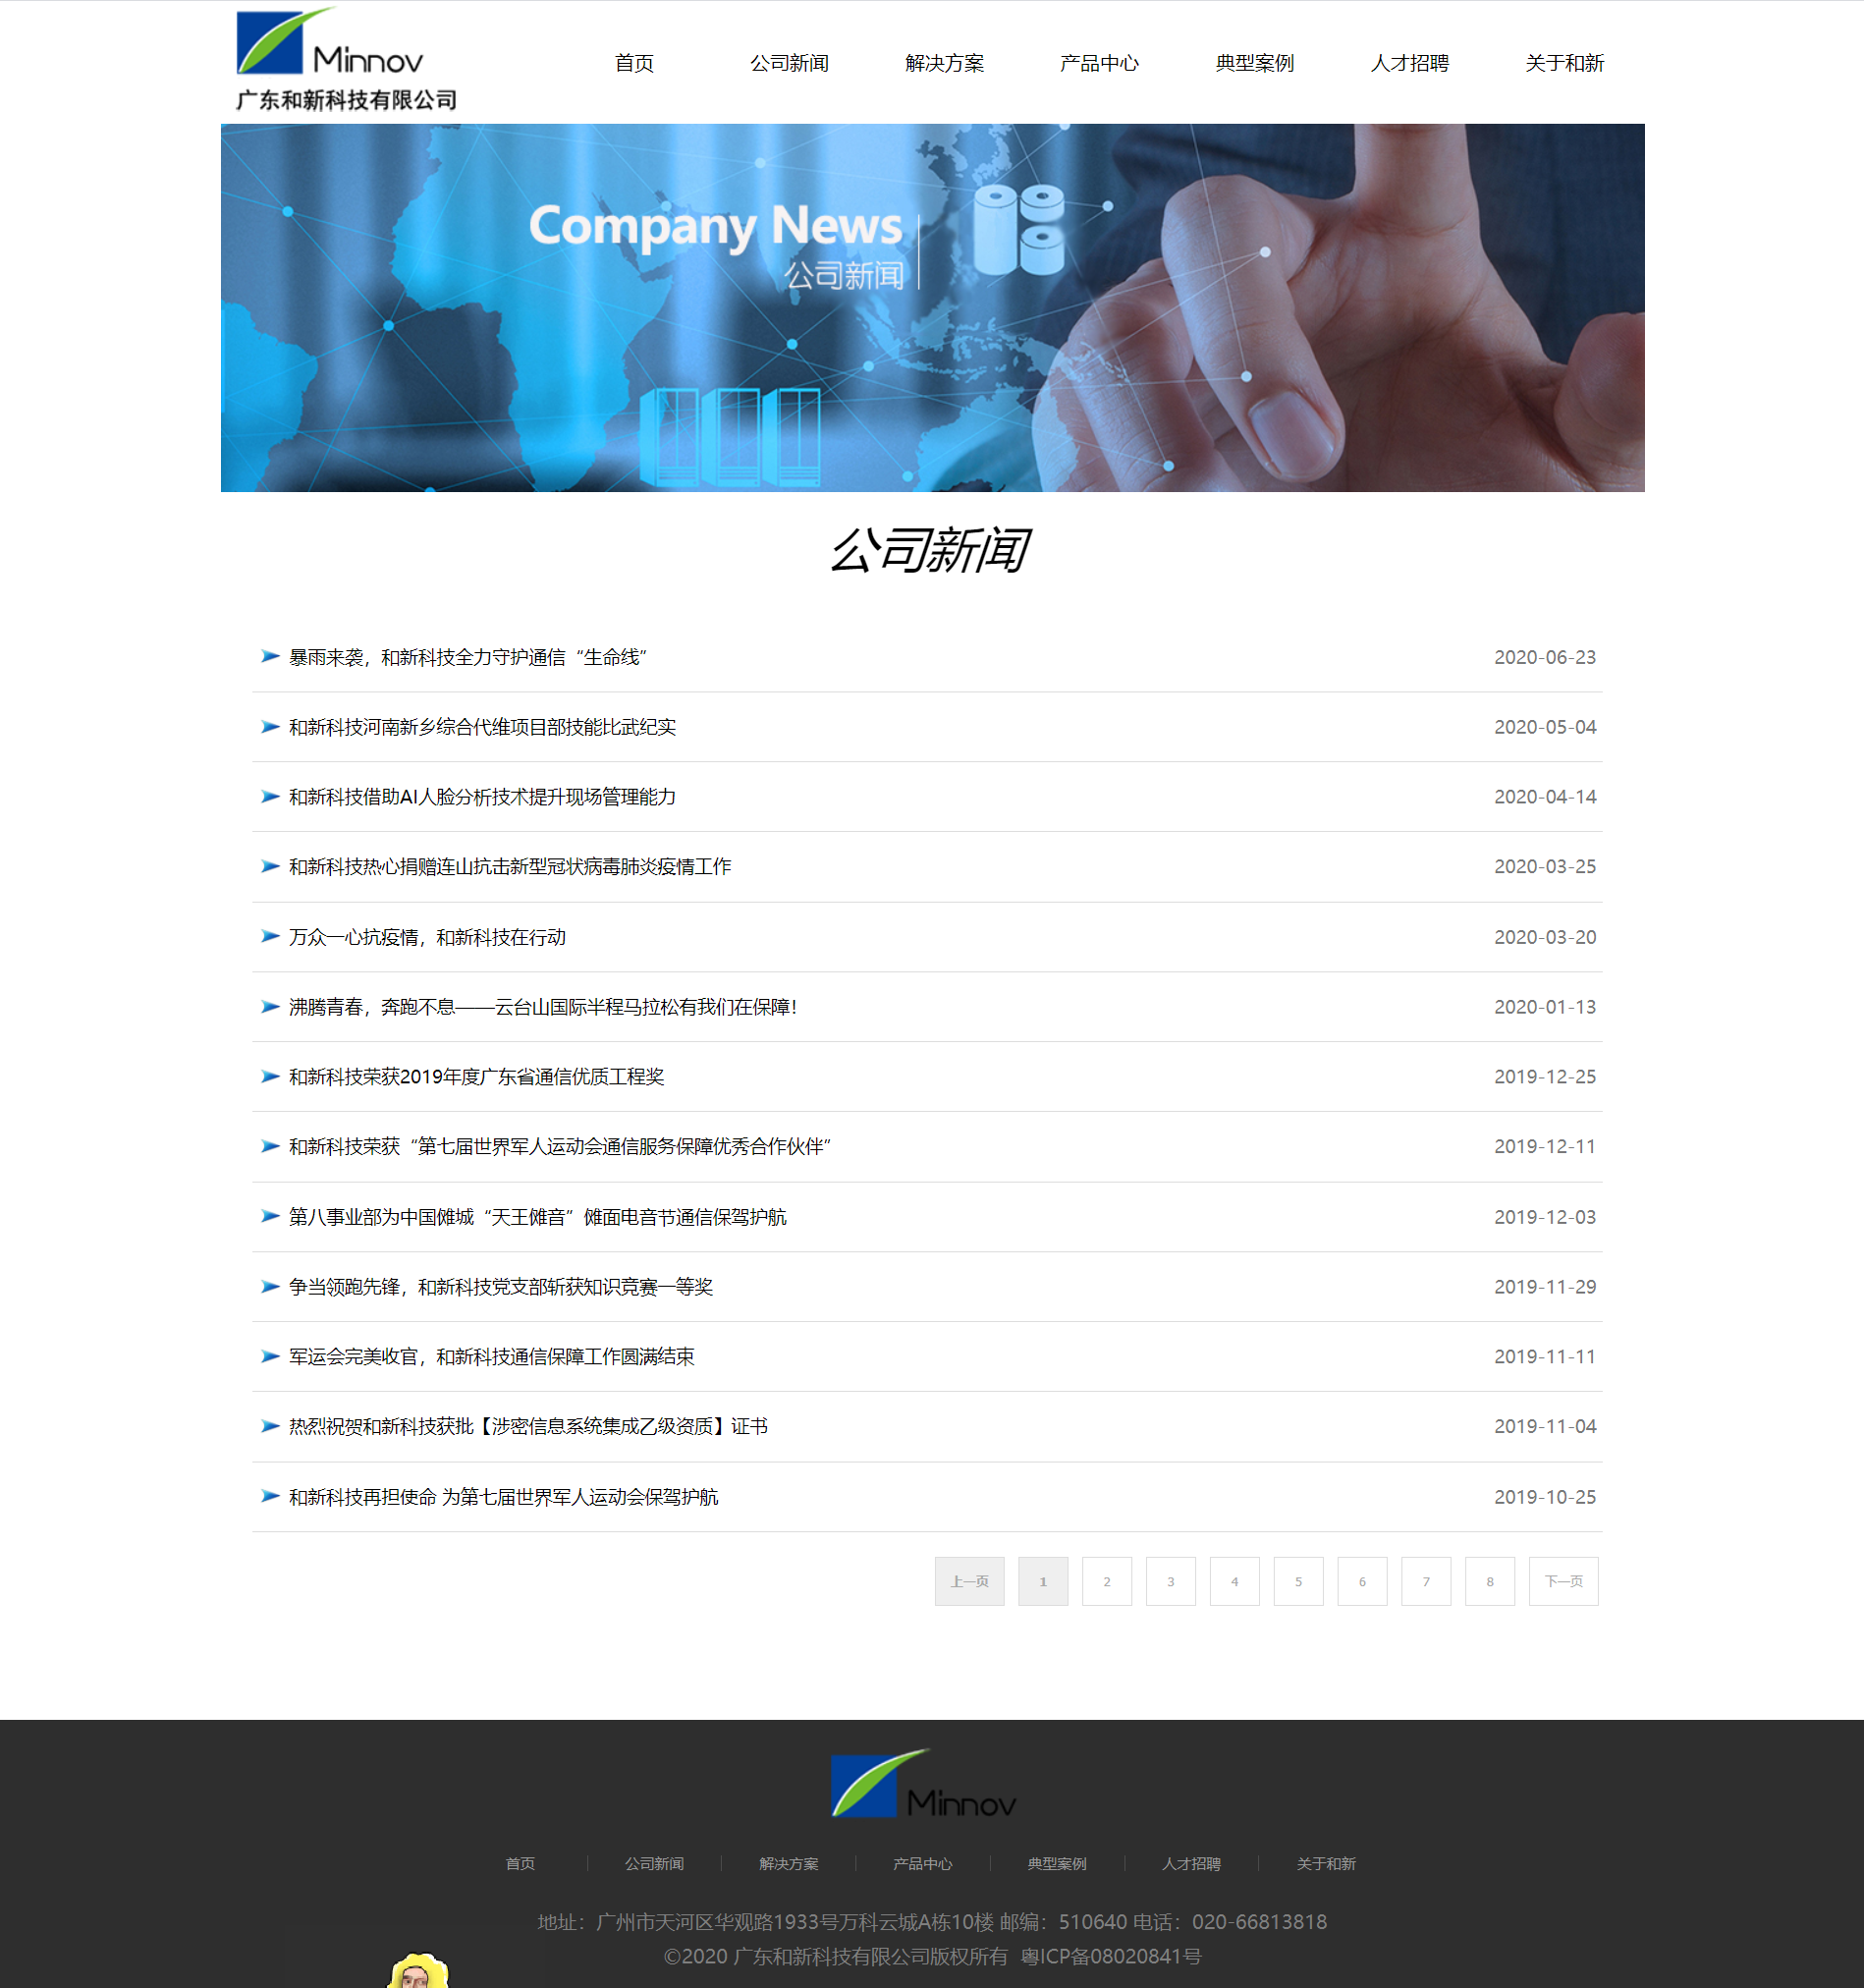 Minnov
广东和新科技有限公司
首页 公司新闻 解决方案 产品中心 典型案例 人才招聘 关于和新
Company News
公司新闻
公司新闻
暴雨来袭，和新科技全力守护通信“生命线” 2020-06-23
和新科技河南新乡综合代维项目部技能比武纪实 2020-05-04
和新科技借助AI人脸分析技术提升现场管理能力 2020-04-14
和新科技热心捐赠连山抗击新型冠状病毒肺炎疫情工作 2020-03-25
万众一心抗疫情，和新科技在行动 2020-03-20
沸腾青春，奔跑不息——云台山国际半程马拉松有我们在保障！ 2020-01-13
和新科技荣获2019年度广东省通信优质工程奖 2019-12-25
和新科技荣获“第七届世界军人运动会通信服务保障优秀合作伙伴” 2019-12-11
第八事业部为中国傩城“天王傩音”傩面电音节通信保驾护航 2019-12-03
争当领跑先锋，和新科技党支部斩获知识竞赛一等奖 2019-11-29
军运会完美收官，和新科技通信保障工作圆满结束 2019-11-11
热烈祝贺和新科技获批【涉密信息系统集成乙级资质】证书 2019-11-04
和新科技再担使命 为第七届世界军人运动会保驾护航 2019-10-25
上一页 1 2 3 4 5 6 7 8 下一页
Minnov
首页 公司新闻 解决方案 产品中心 典型案例 人才招聘 关于和新
地址：广州市天河区华观路1933号万科云城A栋10楼 邮编：510640 电话：020-66813818
©2020 广东和新科技有限公司版权所有 粤ICP备08020841号